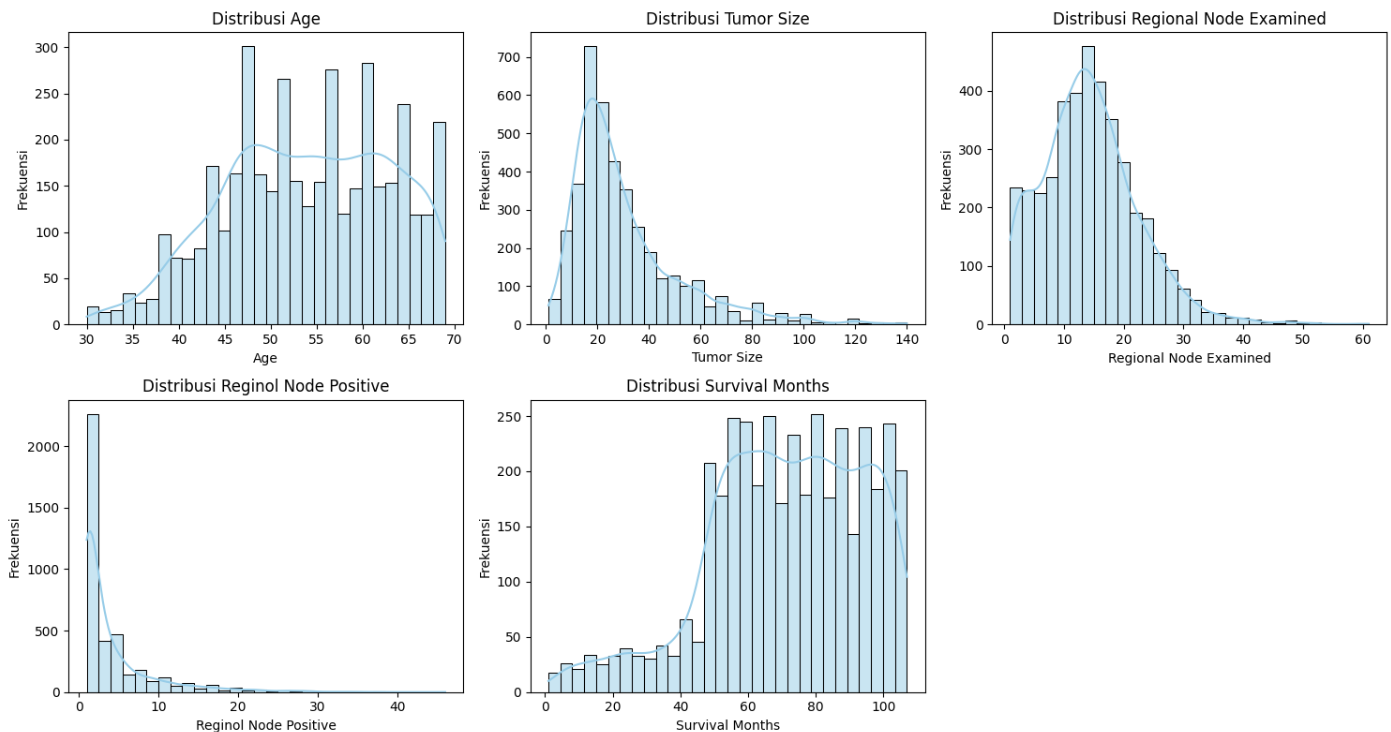 Distribusi Age
300
250
200
150
100
50
0
Frekuensi
30 35 40 45 50 55 60 65 70
Age
Distribusi Tumor Size
700
600
500
400
300
200
100
0
Frekuensi
0 20 40 60 80 100 120 140
Tumor Size
Distribusi Regional Node Examined
400
300
200
100
0
Frekuensi
0 10 20 30 40 50 60
Regional Node Examined
Distribusi Reginol Node Positive
2000
1500
1000
500
0
Frekuensi
0 10 20 30 40
Reginol Node Positive
Distribusi Survival Months
250
200
150
100
50
0
Frekuensi
0 20 40 60 80 100
Survival Months